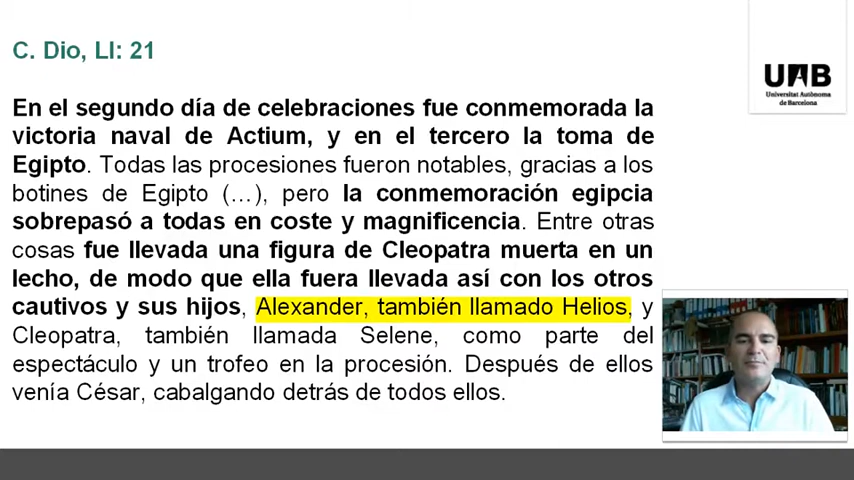 C. Dio, LI: 21
UAB
Universitat Autònoma
de Barcelona
En el segundo día de celebraciones fue conmemorada la
victoria naval de Actium, y en el tercero la toma de
Egipto. Todas las procesiones fueron notables, gracias a los
botines de Egipto (…), pero la conmemoración egipcia
sobrepasó a todas en coste y magnificencia. Entre otras
cosas fue llevada una figura de Cleopatra muerta en un
lecho, de modo que ella fuera llevada así con los otros
cautivos y sus hijos, Alexander, también llamado Helios, y
Cleopatra, también llamada Selene, como parte del
espectáculo y un trofeo en la procesión. Después de ellos
venía César, cabalgando detrás de todos ellos.